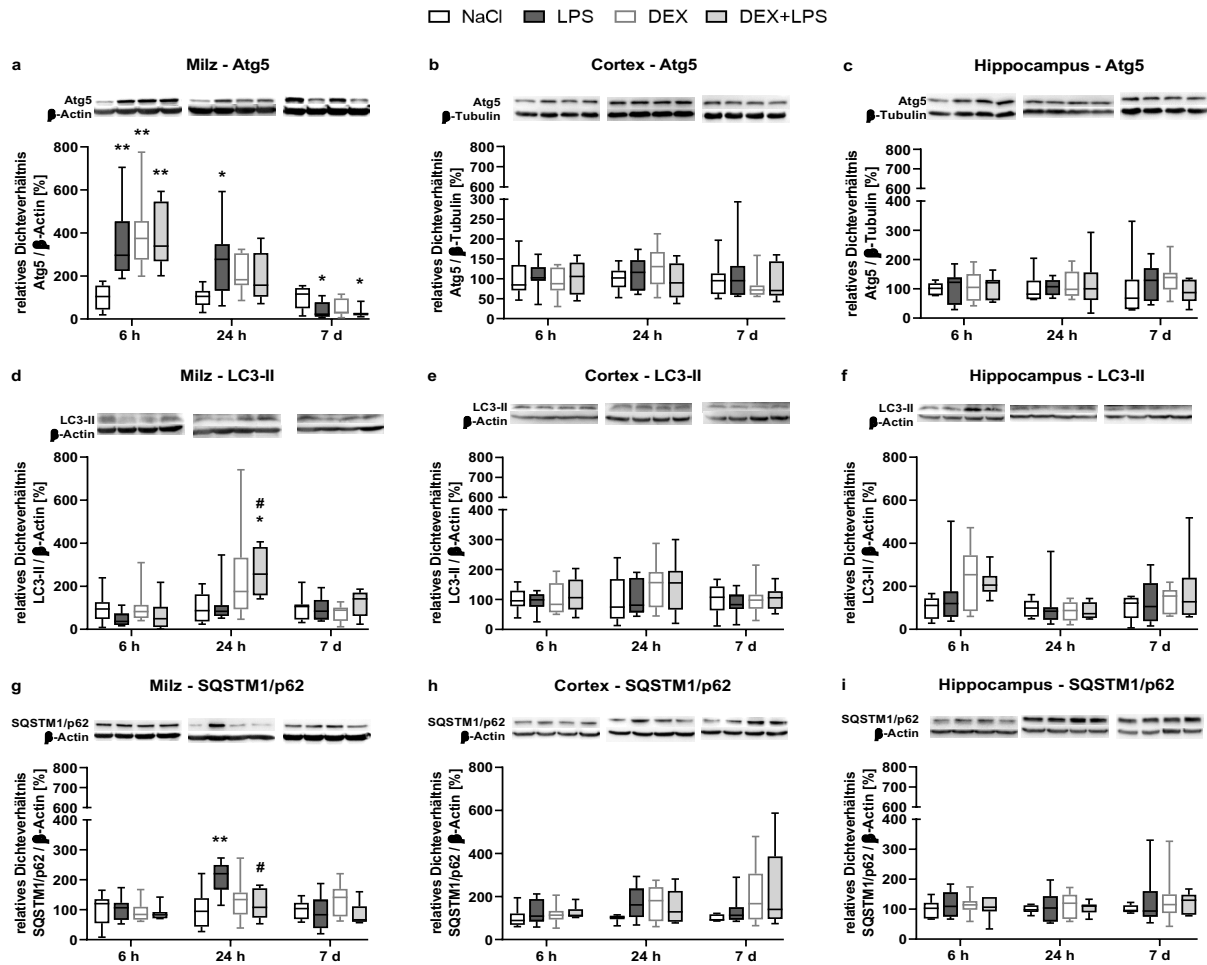 NaCl LPS DEX DEX+LPS
a Milz - Atg5
Atg5
β-Actin
relatives Dichteverhältnis
Atg5 / β-Actin [%]
800
600
400
200
0
** ** ** * * *
6 h 24 h 7 d
b Cortex - Atg5
Atg5
β-Tubulin
relatives Dichteverhältnis
Atg5 / β-Tubulin [%]
800
700
600
300
250
200
150
100
50
0
6 h 24 h 7 d
c Hippocampus - Atg5
Atg5
β-Tubulin
relatives Dichteverhältnis
Atg5 / β-Tubulin [%]
800
600
400
300
200
100
0
6 h 24 h 7 d
d Milz - LC3-II
LC3-II
β-Actin
relatives Dichteverhältnis
LC3-II / β-Actin [%]
800
600
400
200
0
#
*
6 h 24 h 7 d
e Cortex - LC3-II
LC3-II
β-Actin
relatives Dichteverhältnis
LC3-II / β-Actin [%]
800
700
600
400
300
200
100
0
6 h 24 h 7 d
f Hippocampus - LC3-II
LC3-II
β-Actin
relatives Dichteverhältnis
LC3-II / β-Actin [%]
800
600
400
200
0
6 h 24 h 7 d
g Milz - SQSTM1/p62
SQSTM1/p62
β-Actin
relatives Dichteverhältnis
SQSTM1/p62 / β-Actin [%]
800
700
600
400
300
200
100
0
** #
6 h 24 h 7 d
h Cortex - SQSTM1/p62
SQSTM1/p62
β-Actin
relatives Dichteverhältnis
SQSTM1/p62 / β-Actin [%]
800
600
400
200
0
6 h 24 h 7 d
i Hippocampus - SQSTM1/p62
SQSTM1/p62
β-Actin
relatives Dichteverhältnis
SQSTM1/p62 / β-Actin [%]
800
700
600
400
300
200
100
0
6 h 24 h 7 d